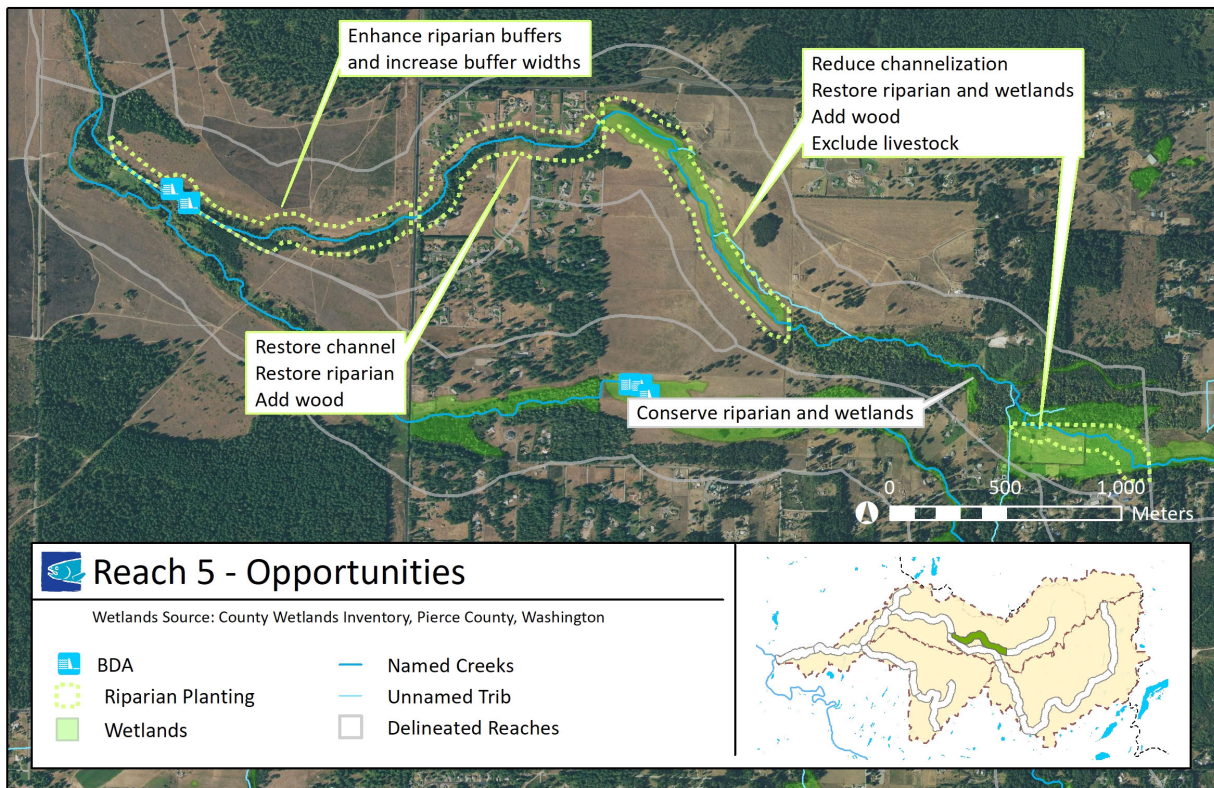 Enhance riparian buffers
and increase buffer widths
Reduce channelization
Restore riparian and wetlands
Add wood
Exclude livestock
Restore channel
Restore riparian
Add wood
Conserve riparian and wetlands
0 500 1,000
Meters
Reach 5 - Opportunities
Wetlands Source: County Wetlands Inventory, Pierce County, Washington
BDA
Riparian Planting
Wetlands
Named Creeks
Unnamed Trib
Delineated Reaches